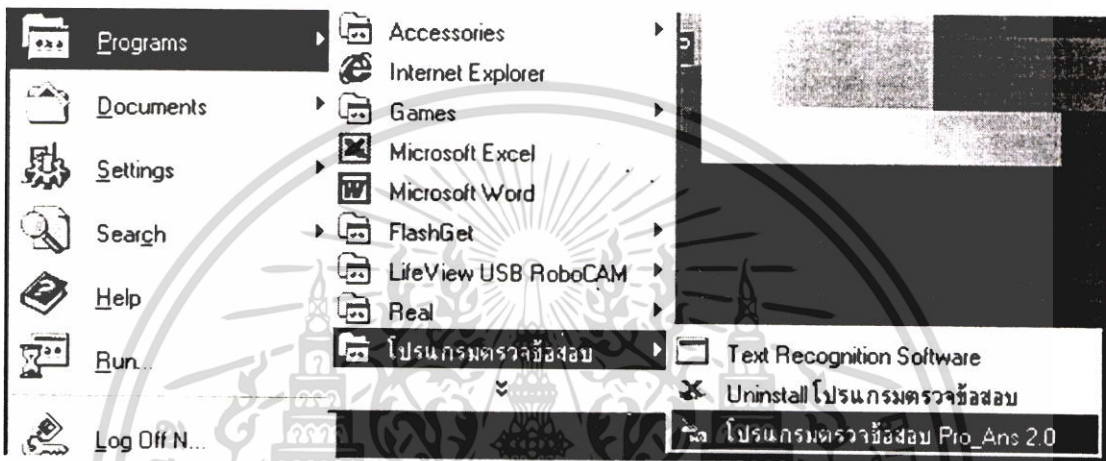 Programs
Documents
Settings
Search
Help
Run...
Log Off N...
Accessories
Internet Explorer
Games
Microsoft Excel
Microsoft Word
FlashGet
LifeView USB RoboCAM
Real
โปรแกรมตรวจข้อสอบ
Text Recognition Software
Uninstall โปรแกรมตรวจข้อสอบ
โปรแกรมตรวจข้อสอบ Pro_Ans 2.0